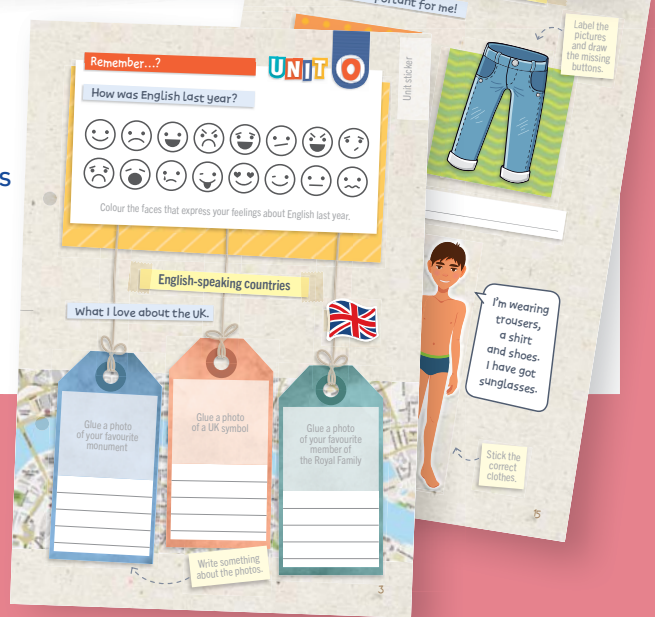 Remember...?
UNIT 0
Unit sticker
How was English last year?
Colour the faces that express your feelings about English last year.
English-speaking countries
What I love about the UK.
Glue a photo
of your favourite
monument
Glue a photo
of a UK symbol
Glue a photo
of your favourite
member of
the Royal Family
Write something
about the photos.
3
for me!
Label the
pictures
and draw
the missing
buttons.
I'm wearing
trousers,
a shirt
and shoes.
I have got
sunglasses.
Stick the
correct
clothes.
15